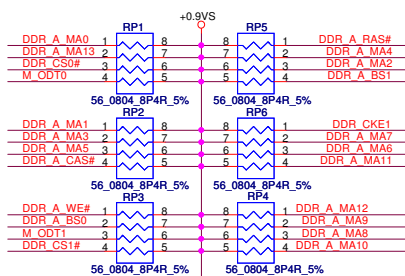 +0.9VS
RP1 RP5
DDR_A_MA0 1 8 8 1 DDR_A_RAS#
DDR_A_MA13 2 7 7 2 DDR_A_MA4
DDR_CS0# 3 6 6 3 DDR_A_MA2
M_ODT0 4 5 5 4 DDR_A_BS1
56_0804_8P4R_5% 56_0804_8P4R_5%
RP2 RP6
DDR_A_MA1 1 8 8 1 DDR_CKE1
DDR_A_MA3 2 7 7 2 DDR_A_MA7
DDR_A_MA5 3 6 6 3 DDR_A_MA6
DDR_A_CAS# 4 5 5 4 DDR_A_MA11
56_0804_8P4R_5% 56_0804_8P4R_5%
RP3 RP4
DDR_A_WE# 1 8 8 1 DDR_A_MA12
DDR_A_BS0 2 7 7 2 DDR_A_MA9
M_ODT1 3 6 6 3 DDR_A_MA8
DDR_CS1# 4 5 5 4 DDR_A_MA10
56_0804_8P4R_5% 56_0804_8P4R_5%